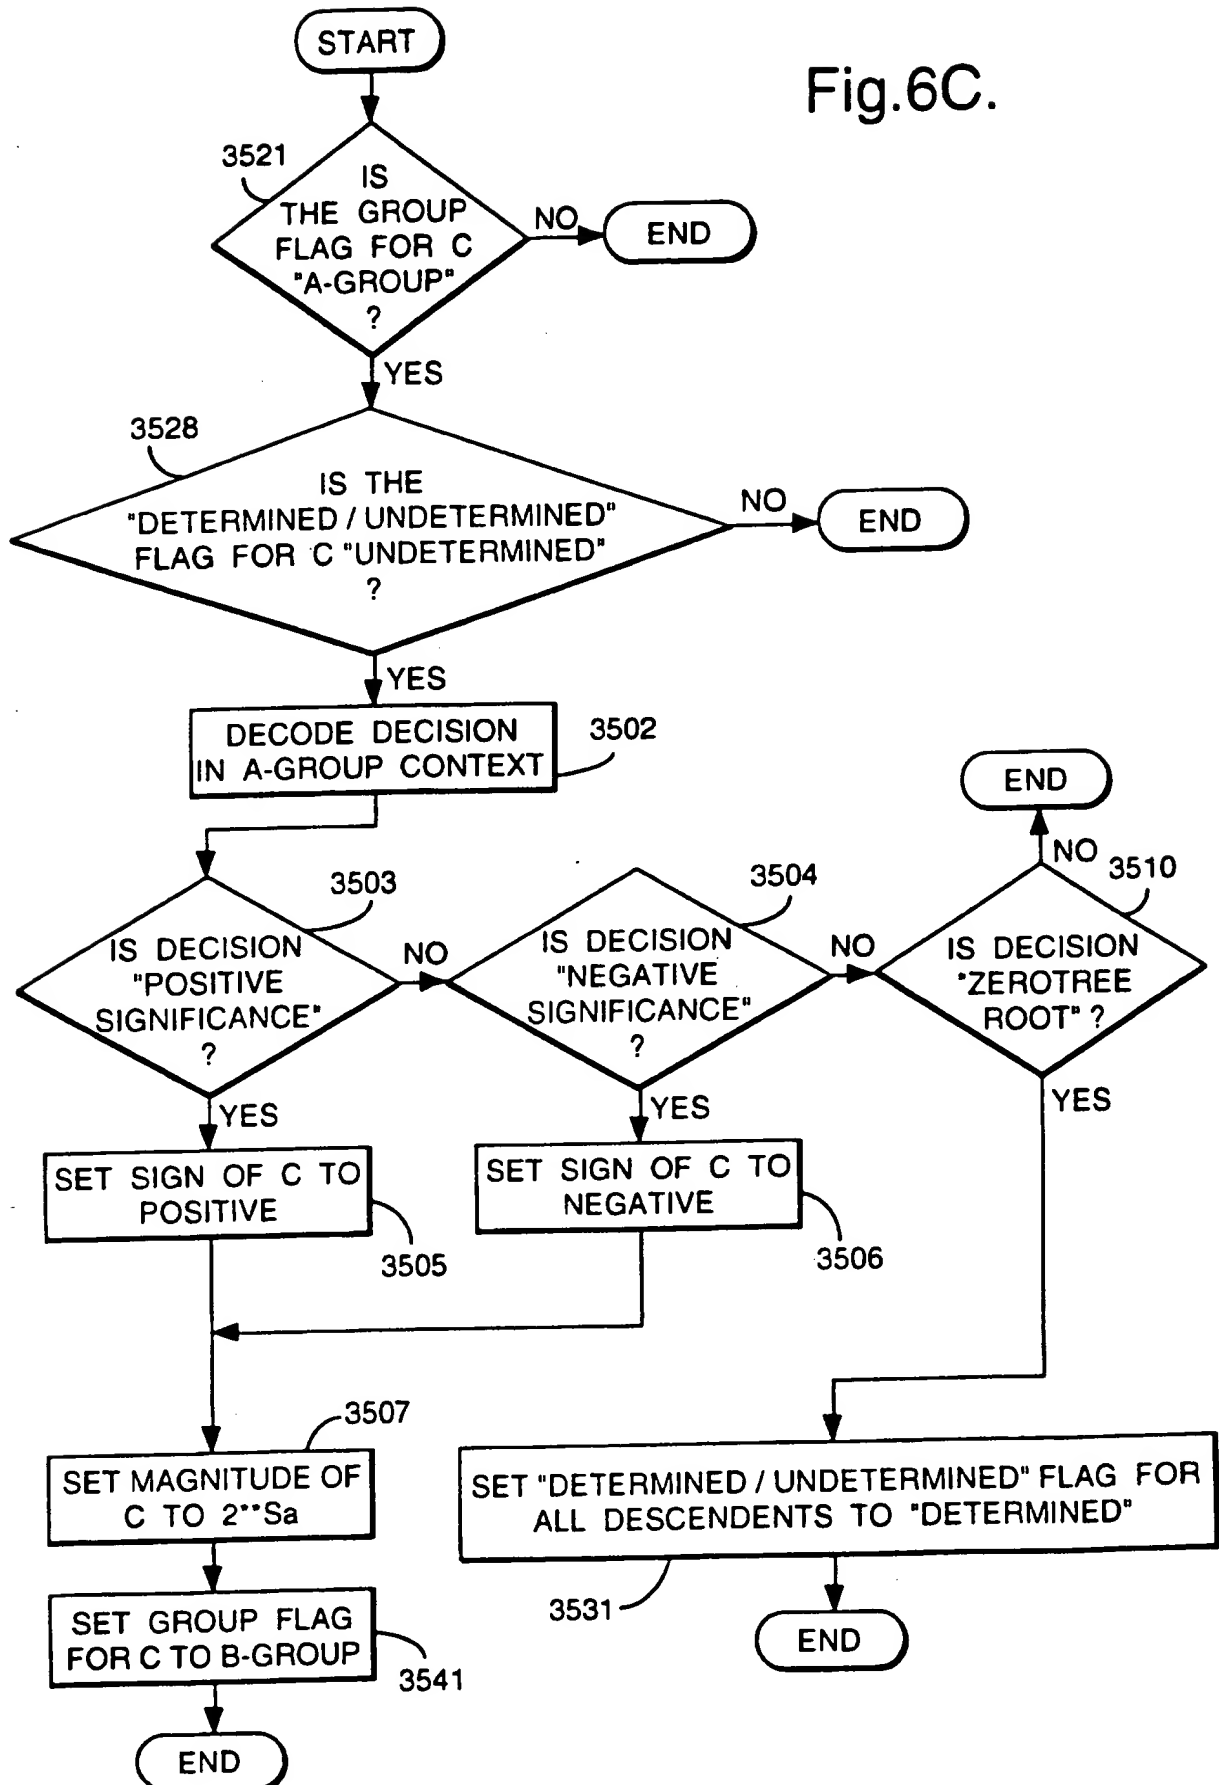 START
Fig.6C.
3521
IS
THE GROUP
FLAG FOR C
"A-GROUP"
?
NO
END
YES
3528
IS THE
"DETERMINED / UNDETERMINED"
FLAG FOR C "UNDETERMINED"
?
NO
END
YES
DECODE DECISION
IN A-GROUP CONTEXT
3502
END
NO
3503
IS DECISION
"POSITIVE
SIGNIFICANCE"
?
NO
3504
IS DECISION
"NEGATIVE
SIGNIFICANCE"
?
NO
3510
IS DECISION
"ZEROTREE
ROOT" ?
YES
YES
YES
SET SIGN OF C TO
POSITIVE
3505
SET SIGN OF C TO
NEGATIVE
3506
3507
SET MAGNITUDE OF
C TO 2**Sa
SET "DETERMINED / UNDETERMINED" FLAG FOR
ALL DESCENDENTS TO "DETERMINED"
3531
END
SET GROUP FLAG
FOR C TO B-GROUP
3541
END